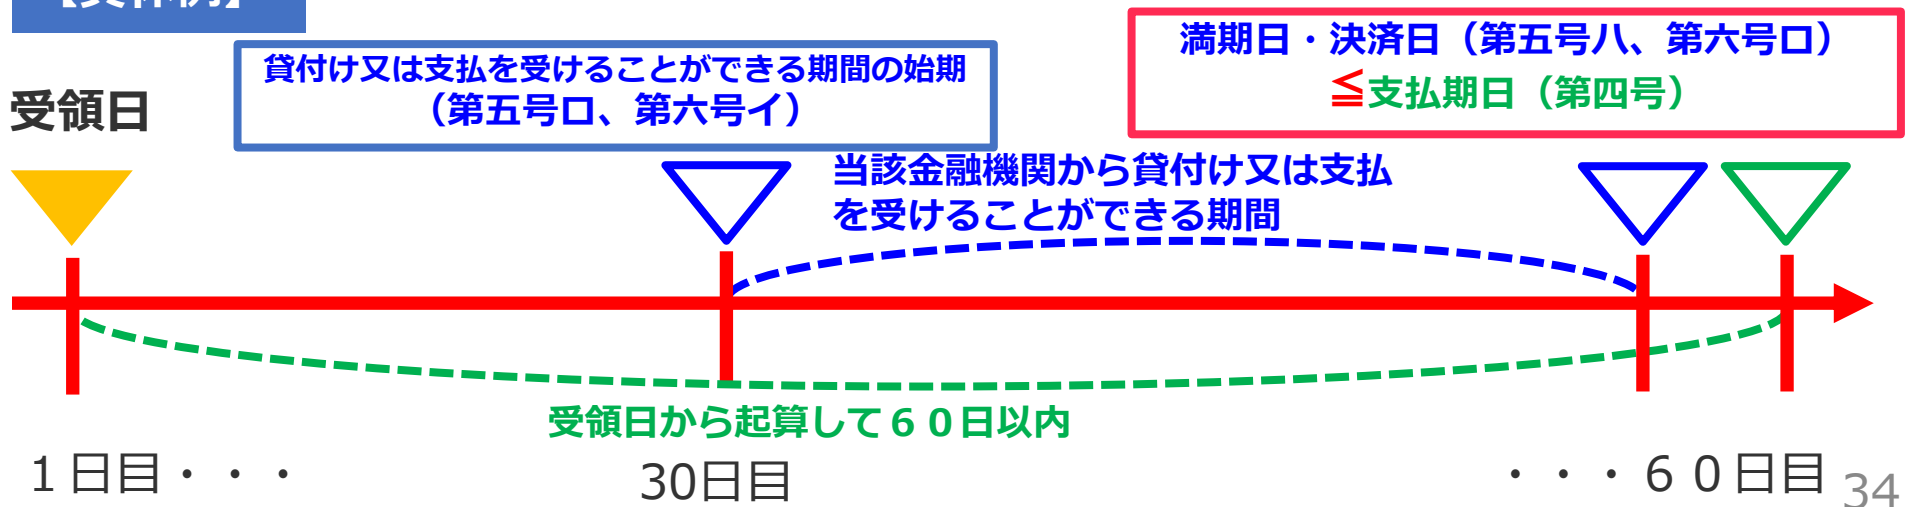 貸付け又は支払を受けることができる期間の始期
（第五号ロ、第六号イ）
満期日・決済日（第五号ハ、第六号ロ）
≦支払期日（第四号）
受領日
当該金融機関から貸付け又は支払
を受けることができる期間
受領日から起算して６０日以内
１日目・・・
30日目
・・・６０日目
34